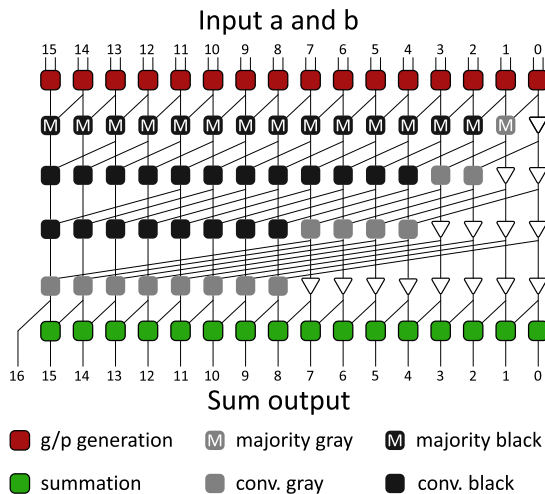 Input a and b
15 14 13 12 11 10 9 8 7 6 5 4 3 2 1 0
M M M M M M M M M M M M M M M
16 15 14 13 12 11 10 9 8 7 6 5 4 3 2 1 0
Sum output
g/p generation M majority gray M majority black
summation conv. gray conv. black